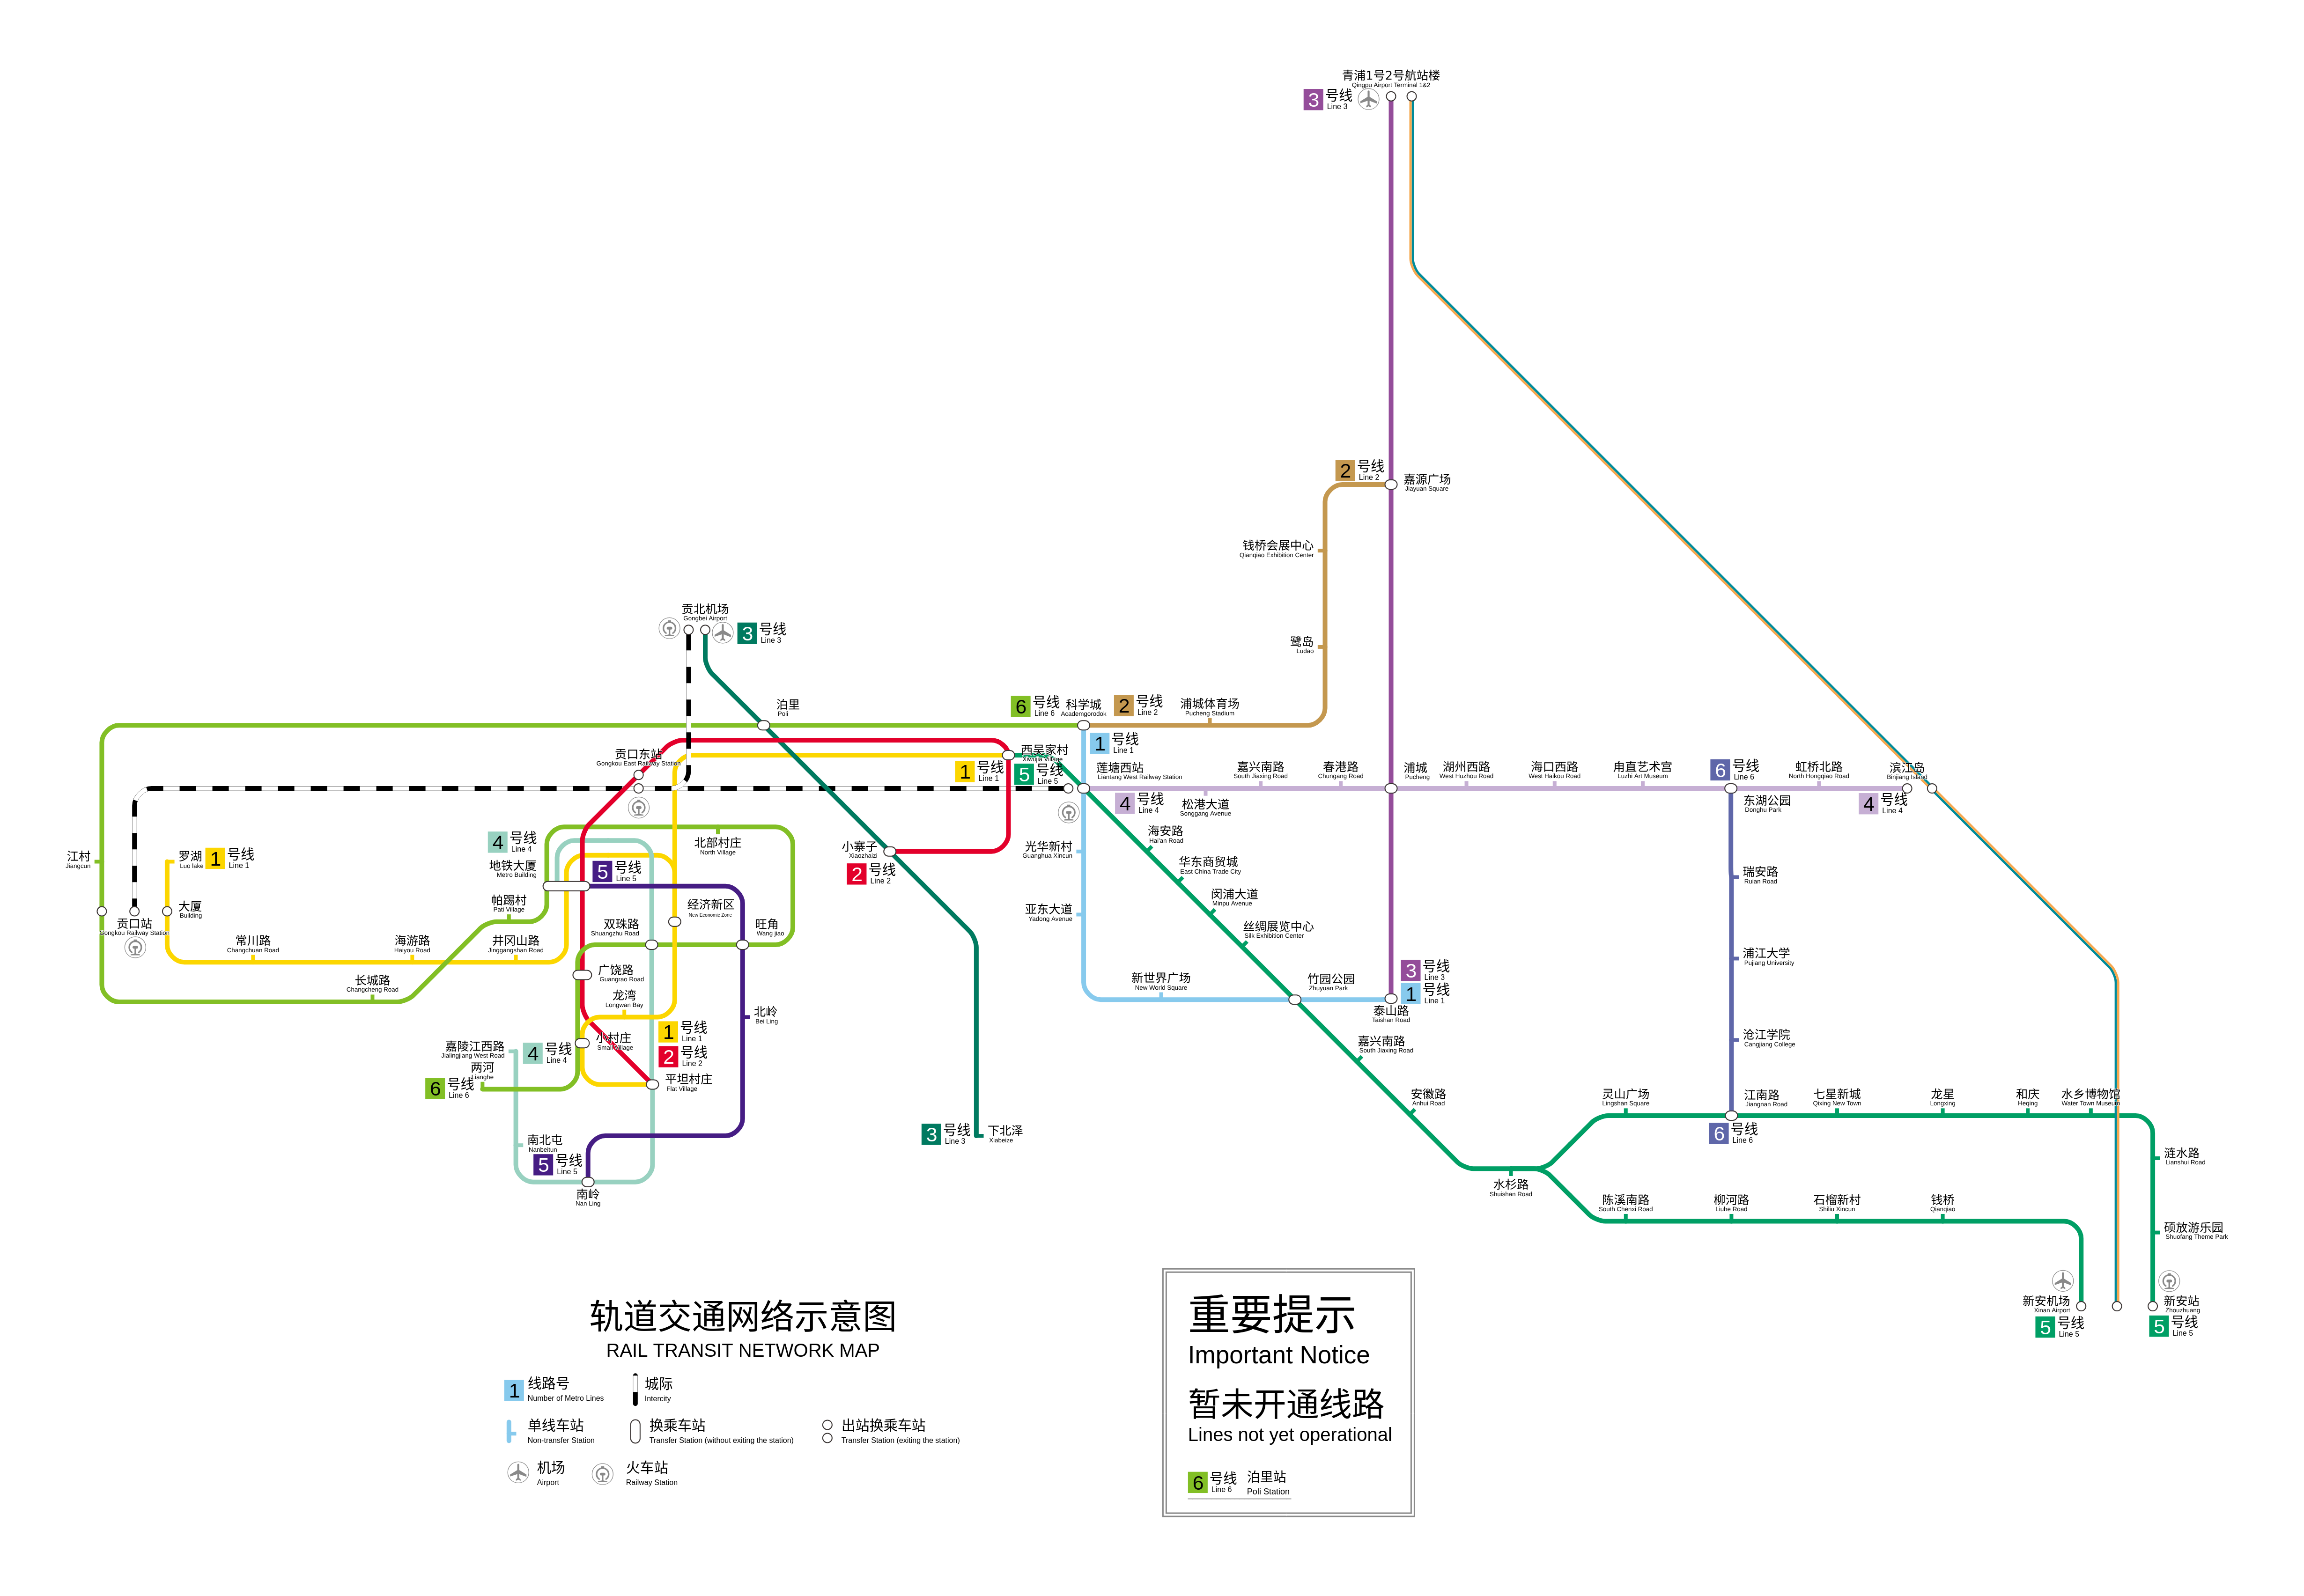 青浦1号2号航站楼
Qingpu Airport Terminal 1&2
3 号线
Line 3
2 号线
Line 2
嘉源广场
Jiayuan Square
钱桥会展中心
Qianqiao Exhibition Center
鹭岛
Ludao
贡北机场
Gongbei Airport
3 号线
Line 3
泊里
Poli
6 号线
Line 6
科学城
Academgorodok
2 号线
Line 2
浦城体育场
Pucheng Stadium
1 号线
Line 1
贡口东站
Gongkou East Railway Station
西吴家村
Xiwujia Village
1 号线
Line 1
5 号线
Line 5
莲塘西站
Liantang West Railway Station
4 号线
Line 4
松港大道
Songgang Avenue
嘉兴南路
South Jiaxing Road
春港路
Chungang Road
浦城
Pucheng
湖州西路
West Huzhou Road
海口西路
West Haikou Road
甪直艺术宫
Luzhi Art Museum
6 号线
Line 6
东湖公园
Donghu Park
虹桥北路
North Hongqiao Road
4 号线
Line 4
滨江岛
Binjiang Island
江村
Jiangcun
罗湖
Luo lake
1 号线
Line 1
大厦
Building
贡口站
Gongkou Railway Station
常川路
Changchuan Road
海游路
Haiyou Road
井冈山路
Jinggangshan Road
长城路
Changcheng Road
帕踢村
Pati Village
4 号线
Line 4
地铁大厦
Metro Building
5 号线
Line 5
北部村庄
North Village
经济新区
New Economic Zone
双珠路
Shuangzhu Road
旺角
Wang jiao
广饶路
Guangrao Road
龙湾
Longwan Bay
小村庄
Small Village
北岭
Bei Ling
1 号线
Line 1
2 号线
Line 2
平坦村庄
Flat Village
嘉陵江西路
Jialingjiang West Road
4 号线
Line 4
两河
Lianghe
6 号线
Line 6
南北屯
Nanbeitun
5 号线
Line 5
南岭
Nan Ling
小寨子
Xiaozhaizi
2 号线
Line 2
3 号线
Line 3
下北泽
Xiabeize
光华新村
Guanghua Xincun
亚东大道
Yadong Avenue
新世界广场
New World Square
海安路
Hai'an Road
华东商贸城
East China Trade City
闵浦大道
Minpu Avenue
丝绸展览中心
Silk Exhibition Center
竹园公园
Zhuyuan Park
3 号线
Line 3
1 号线
Line 1
泰山路
Taishan Road
嘉兴南路
South Jiaxing Road
安徽路
Anhui Road
水杉路
Shuishan Road
瑞安路
Ruian Road
浦江大学
Pujiang University
沧江学院
Cangjiang College
灵山广场
Lingshan Square
江南路
Jiangnan Road
6 号线
Line 6
七星新城
Qixing New Town
龙星
Longxing
和庆
Heqing
水乡博物馆
Water Town Museum
涟水路
Lianshui Road
硕放游乐园
Shuofang Theme Park
陈溪南路
South Chenxi Road
柳河路
Liuhe Road
石榴新村
Shiliu Xincun
钱桥
Qianqiao
新安机场
Xinan Airport
5 号线
Line 5
新安站
Zhouzhuang
5 号线
Line 5
轨道交通网络示意图
RAIL TRANSIT NETWORK MAP
1 线路号
Number of Metro Lines
城际
Intercity
单线车站
Non-transfer Station
换乘车站
Transfer Station (without exiting the station)
出站换乘车站
Transfer Station (exiting the station)
机场
Airport
火车站
Railway Station
重要提示
Important Notice
暂未开通线路
Lines not yet operational
6 号线
Line 6
泊里站
Poli Station